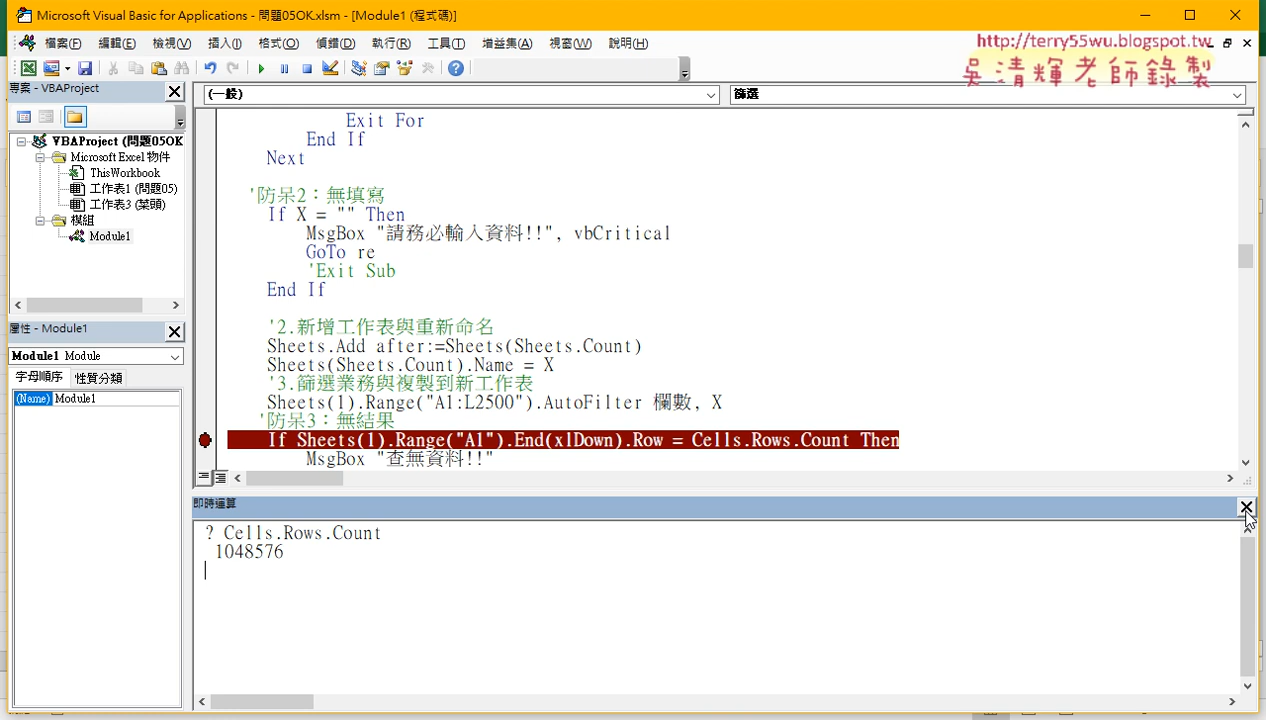 Microsoft Visual Basic for Applications - 問題05OK.xlsm - [Module1 (程式碼)]
檔案(F) 編輯(E) 檢視(V) 插入(I) 格式(O) 偵錯(D) 執行(R) 工具(T) 增益集(A) 視窗(W) 說明(H)
http://terry55wu.blogspot.tw
吳清輝老師錄製
專案 - VBAProject
(一般) 篩選
VBAProject (問題05OK
Microsoft Excel 物件
ThisWorkbook
工作表1 (問題05)
工作表3 (菜頭)
模組
Module1
屬性 - Module1
Module1 Module
字母順序 性質分類
(Name) Module1
Exit For
End If
Next
'防呆2：無填寫
If X = "" Then
MsgBox "請務必輸入資料!!", vbCritical
GoTo re
'Exit Sub
End If
'2.新增工作表與重新命名
Sheets.Add after:=Sheets(Sheets.Count)
Sheets(Sheets.Count).Name = X
'3.篩選業務與複製到新工作表
Sheets(1).Range("A1:L2500").AutoFilter 欄數, X
'防呆3：無結果
If Sheets(1).Range("A1").End(xlDown).Row = Cells.Rows.Count Then
MsgBox "查無資料!!"
即時運算
? Cells.Rows.Count
1048576